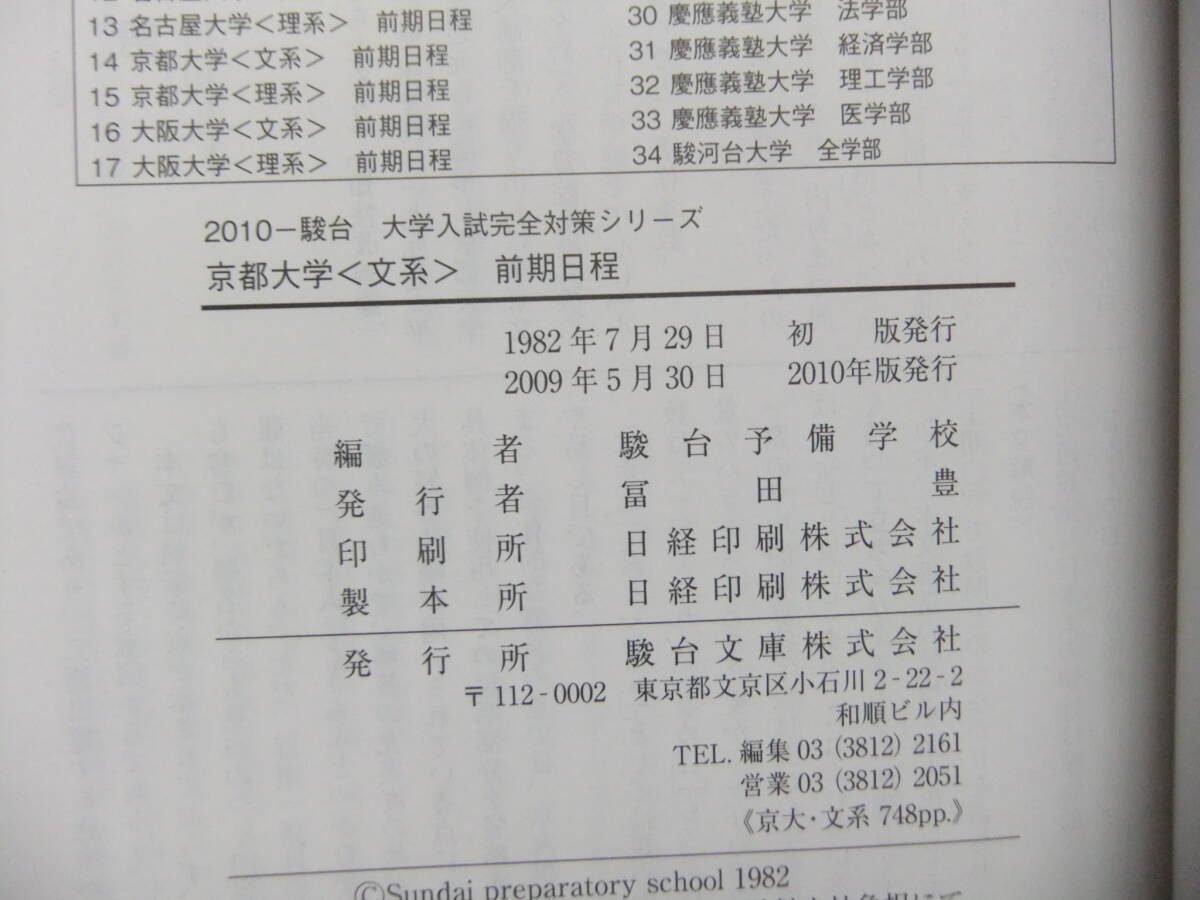 13 名古屋大学<理系>　前期日程
14 京都大学<文系>　前期日程
15 京都大学<理系>　前期日程
16 大阪大学<文系>　前期日程
17 大阪大学<理系>　前期日程
30 慶應義塾大学　法学部
31 慶應義塾大学　経済学部
32 慶應義塾大学　理工学部
33 慶應義塾大学　医学部
34 駿河台大学　全学部
2010－駿台　大学入試完全対策シリーズ
京都大学<文系>　前期日程
1982年7月29日　初　版発行
2009年5月30日　2010年版発行
編者　駿台予備学校
発行者　冨田豊
印刷所　日経印刷株式会社
製本所　日経印刷株式会社
発行所　駿台文庫株式会社
〒112-0002　東京都文京区小石川2-22-2
和順ビル内
TEL. 編集 03 (3812) 2161
営業 03 (3812) 2051
《京大・文系 748pp.》
©Sundai preparatory school 1982